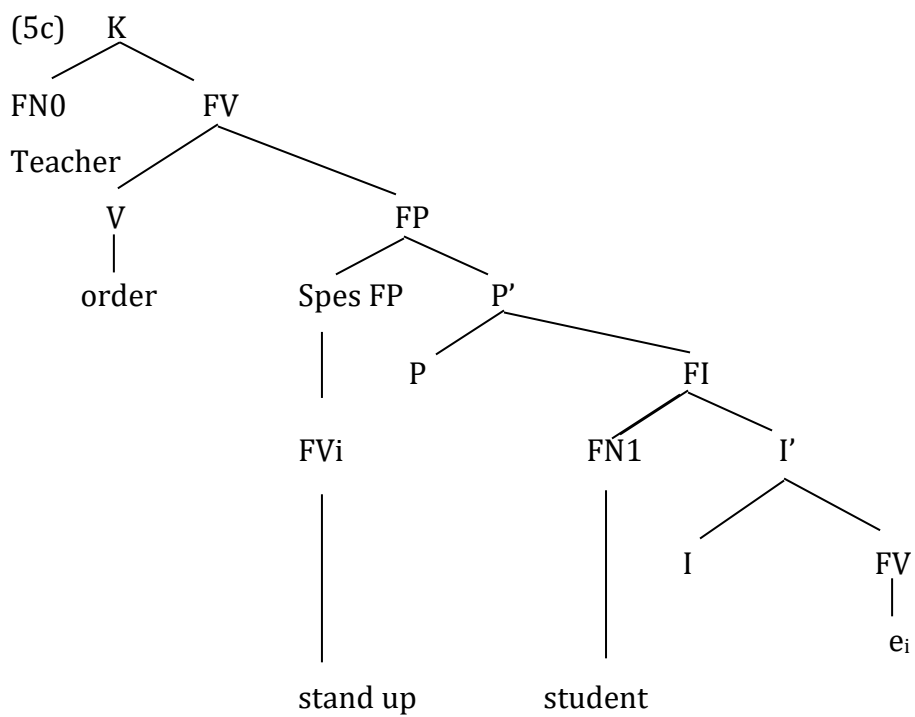 (5c) K
FN0 FV
Teacher
V FP
order Spes FP P’
P FI
FVi FN1 I’
I FV
ei
stand up student